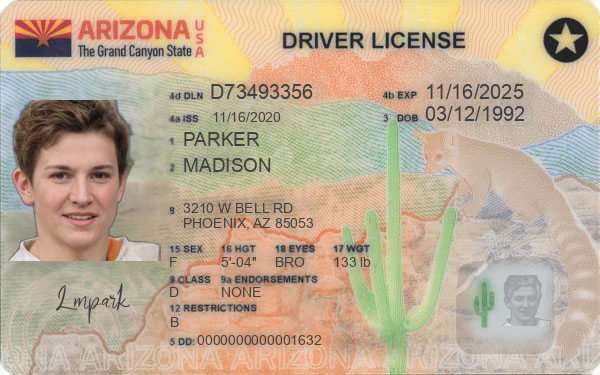 ARIZONA USA
The Grand Canyon State
DRIVER LICENSE
4d DLN D73493356 4b EXP 11/16/2025
4a ISS 11/16/2020 3 DOB 03/12/1992
1 PARKER
2 MADISON
8 3210 W BELL RD
PHOENIX, AZ 85053
15 SEX 16 HGT 18 EYES 17 WGT
F 5'-04" BRO 133 lb
9 CLASS 9a ENDORSEMENTS
D NONE
12 RESTRICTIONS
B
Lmpark
5 DD: 0000000000001632
ARIZONA ARIZONA ARIZONA ARIZONA